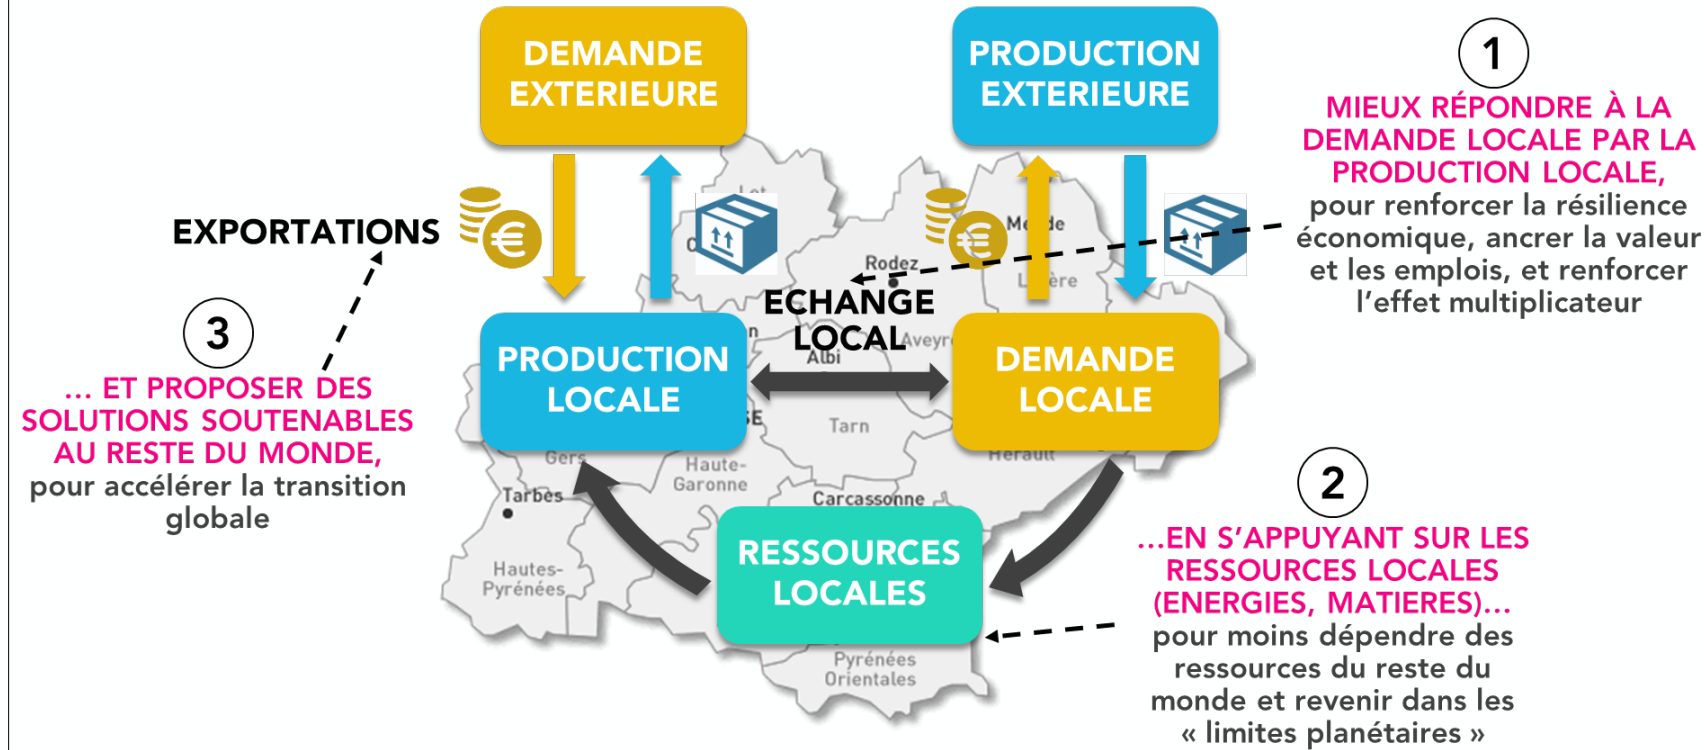 DEMANDE
EXTERIEURE
PRODUCTION
EXTERIEURE
1
MIEUX RÉPONDRE À LA
DEMANDE LOCALE PAR LA
PRODUCTION LOCALE,
pour renforcer la résilience
économique, ancrer la valeur
et les emplois, et renforcer
l’effet multiplicateur
EXPORTATIONS
€
€
Rodez
ECHANGE
LOCAL
3
... ET PROPOSER DES
SOLUTIONS SOUTENABLES
AU RESTE DU MONDE,
pour accélérer la transition
globale
PRODUCTION
LOCALE
Albi
Tarn
DEMANDE
LOCALE
Gers
Haute-
Garonne
Hérault
Tarbes
Carcassonne
Hautes-
Pyrénées
RESSOURCES
LOCALES
Pyrénées
Orientales
2
...EN S’APPUYANT SUR LES
RESSOURCES LOCALES
(ENERGIES, MATIERES)...
pour moins dépendre des
ressources du reste du
monde et revenir dans les
« limites planétaires »